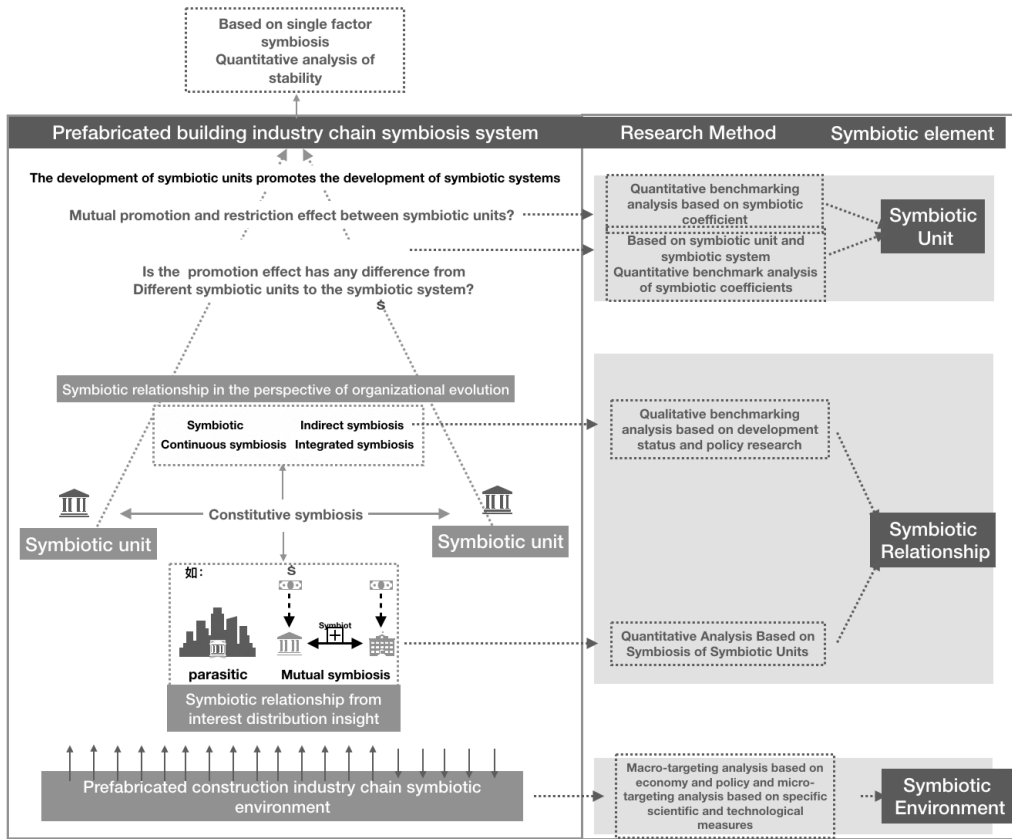 Based on single factor
symbiosis
Quantitative analysis of
stability
Prefabricated building industry chain symbiosis system
Research Method
Symbiotic element
The development of symbiotic units promotes the development of symbiotic systems
Mutual promotion and restriction effect between symbiotic units?
Quantitative benchmarking
analysis based on symbiotic
coefficient
Symbiotic
Unit
Based on symbiotic unit and
symbiotic system
Quantitative benchmark analysis
of symbiotic coefficients
Is the promotion effect has any difference from
Different symbiotic units to the symbiotic system?
$
Symbiotic relationship in the perspective of organizational evolution
Symbiotic Indirect symbiosis
Continuous symbiosis Integrated symbiosis
Qualitative benchmarking
analysis based on development
status and policy research
Constitutive symbiosis
Symbiotic unit
Symbiotic unit
Symbiotic
Relationship
如：
$
Symbiot
parasitic
Mutual symbiosis
Quantitative Analysis Based on
Symbiosis of Symbiotic Units
Symbiotic relationship from
interest distribution insight
Prefabricated construction industry chain symbiotic
environment
Macro-targeting analysis based on
economy and policy and micro-
targeting analysis based on specific
scientific and technological
measures
Symbiotic
Environment